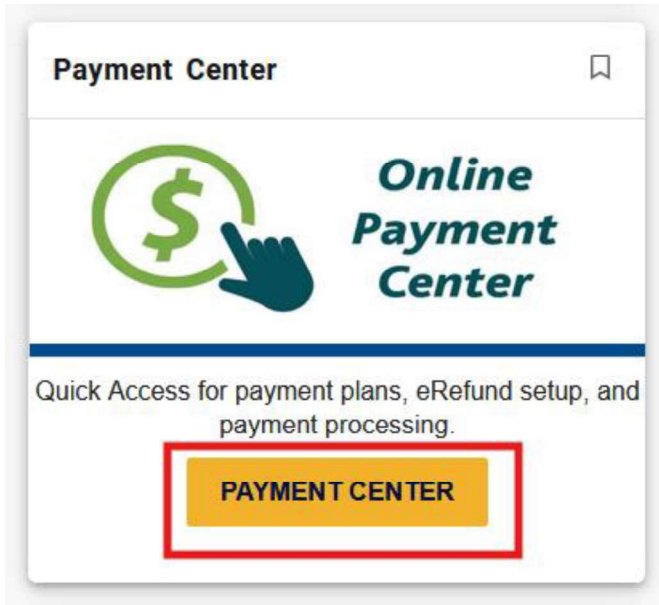 Payment Center
$
Online
Payment
Center
Quick Access for payment plans, eRefund setup, and
payment processing.
PAYMENT CENTER